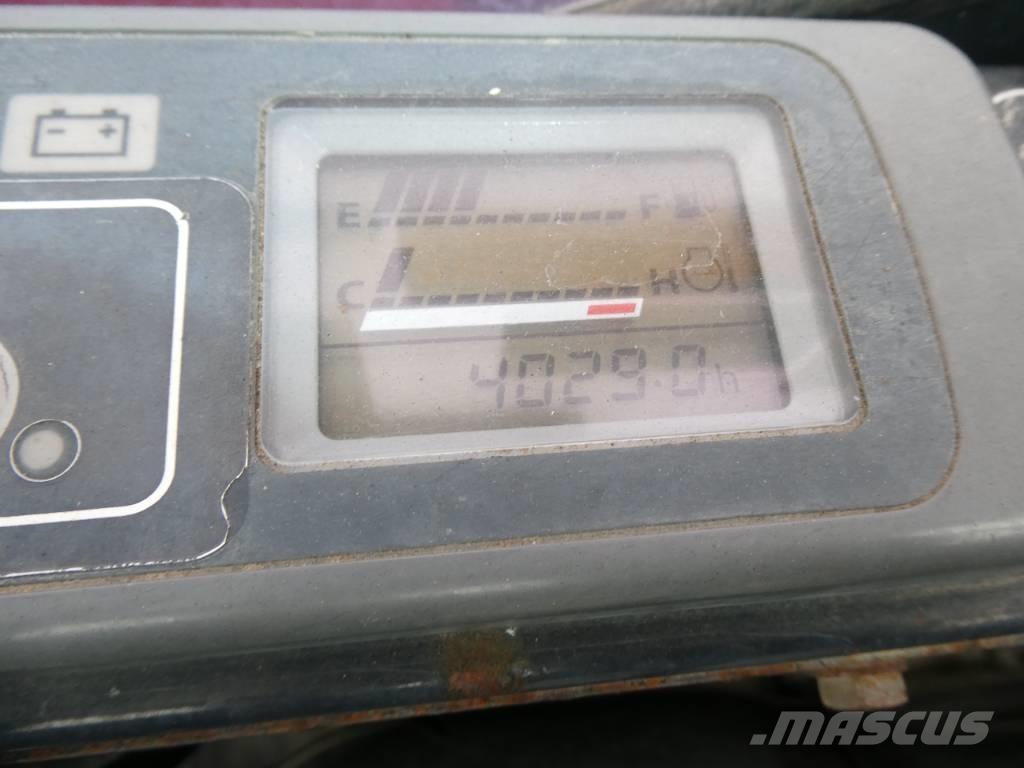 - +
E F
C H
4029.0h
MASCUS